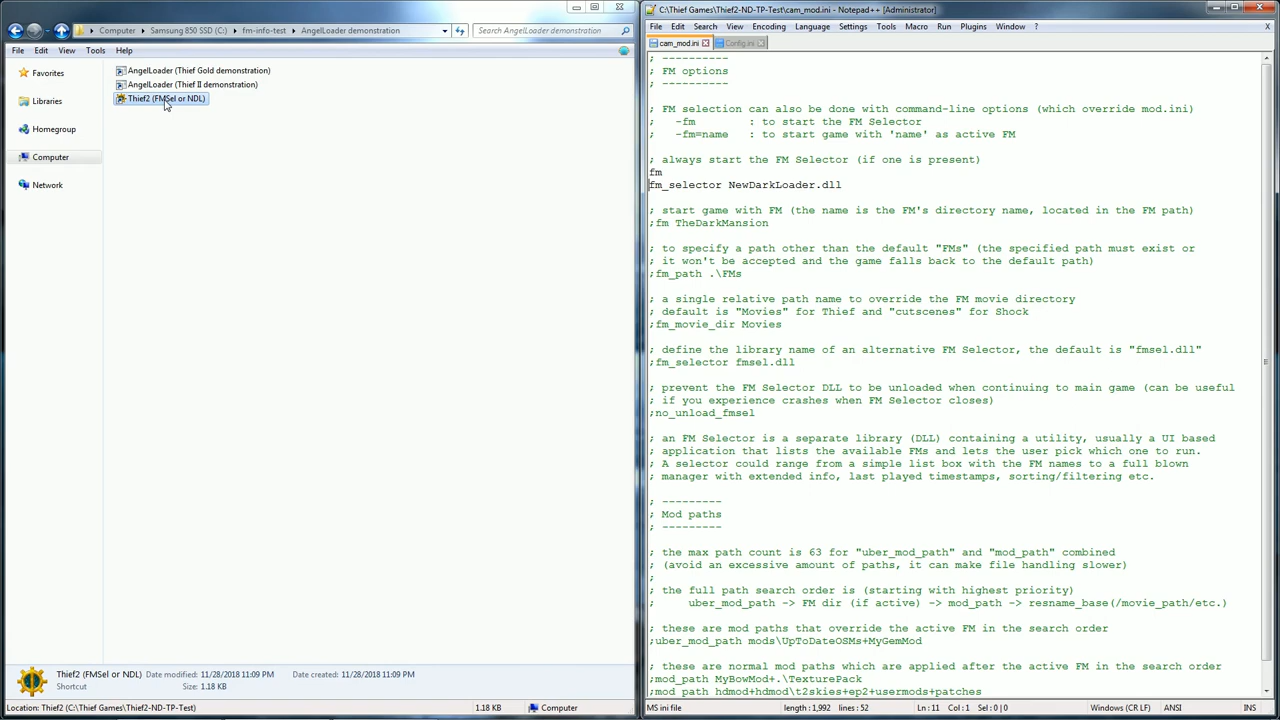 Computer ▸ Samsung 850 SSD (C:) ▸ fm-info-test ▸ AngelLoader demonstration
Search AngelLoader demonstration
File Edit View Tools Help
Favorites
Libraries
Homegroup
Computer
Network
AngelLoader (Thief Gold demonstration)
AngelLoader (Thief II demonstration)
Thief2 (FMSel or NDL)
Thief2 (FMSel or NDL) Date modified: 11/28/2018 11:09 PM Date created: 11/28/2018 11:09 PM
Shortcut Size: 1.18 KB
Location: Thief2 (C:\Thief Games\Thief2-ND-TP-Test) 1.18 KB Computer
C:\Thief Games\Thief2-ND-TP-Test\cam_mod.ini - Notepad++ [Administrator]
File Edit Search View Encoding Language Settings Tools Macro Run Plugins Window ? X
cam_mod.ini Config.ini
; ----------
; FM options
; ----------
; FM selection can also be done with command-line options (which override mod.ini)
;   -fm       : to start the FM Selector
;   -fm=name  : to start game with 'name' as active FM
; always start the FM Selector (if one is present)
fm
fm_selector NewDarkLoader.dll
; start game with FM (the name is the FM's directory name, located in the FM path)
;fm TheDarkMansion
; to specify a path other than the default "FMs" (the specified path must exist or
; it won't be accepted and the game falls back to the default path)
;fm_path .\FMs
; a single relative path name to override the FM movie directory
; default is "Movies" for Thief and "cutscenes" for Shock
;fm_movie_dir Movies
; define the library name of an alternative FM Selector, the default is "fmsel.dll"
;fm_selector fmsel.dll
; prevent the FM Selector DLL to be unloaded when continuing to main game (can be useful
; if you experience crashes when FM Selector closes)
;no_unload_fmsel
; an FM Selector is a separate library (DLL) containing a utility, usually a UI based
; application that lists the available FMs and lets the user pick which one to run.
; A selector could range from a simple list box with the FM names to a full blown
; manager with extended info, last played timestamps, sorting/filtering etc.
; ---------
; Mod paths
; ---------
; the max path count is 63 for "uber_mod_path" and "mod_path" combined
; (avoid an excessive amount of paths, it can make file handling slower)
;
; the full path search order is (starting with highest priority)
;     uber_mod_path -> FM dir (if active) -> mod_path -> resname_base(/movie_path/etc.)
; these are mod paths that override the active FM in the search order
;uber_mod_path mods\UpToDateOSMs+MyGemMod
; these are normal mod paths which are applied after the active FM in the search order
;mod_path MyBowMod+.\TexturePack
;mod_path hdmod+hdmod\t2skies+ep2+usermods+patches
MS ini file length : 1,992 lines : 52 Ln : 11 Col : 1 Sel : 0 | 0 Windows (CR LF) ANSI INS